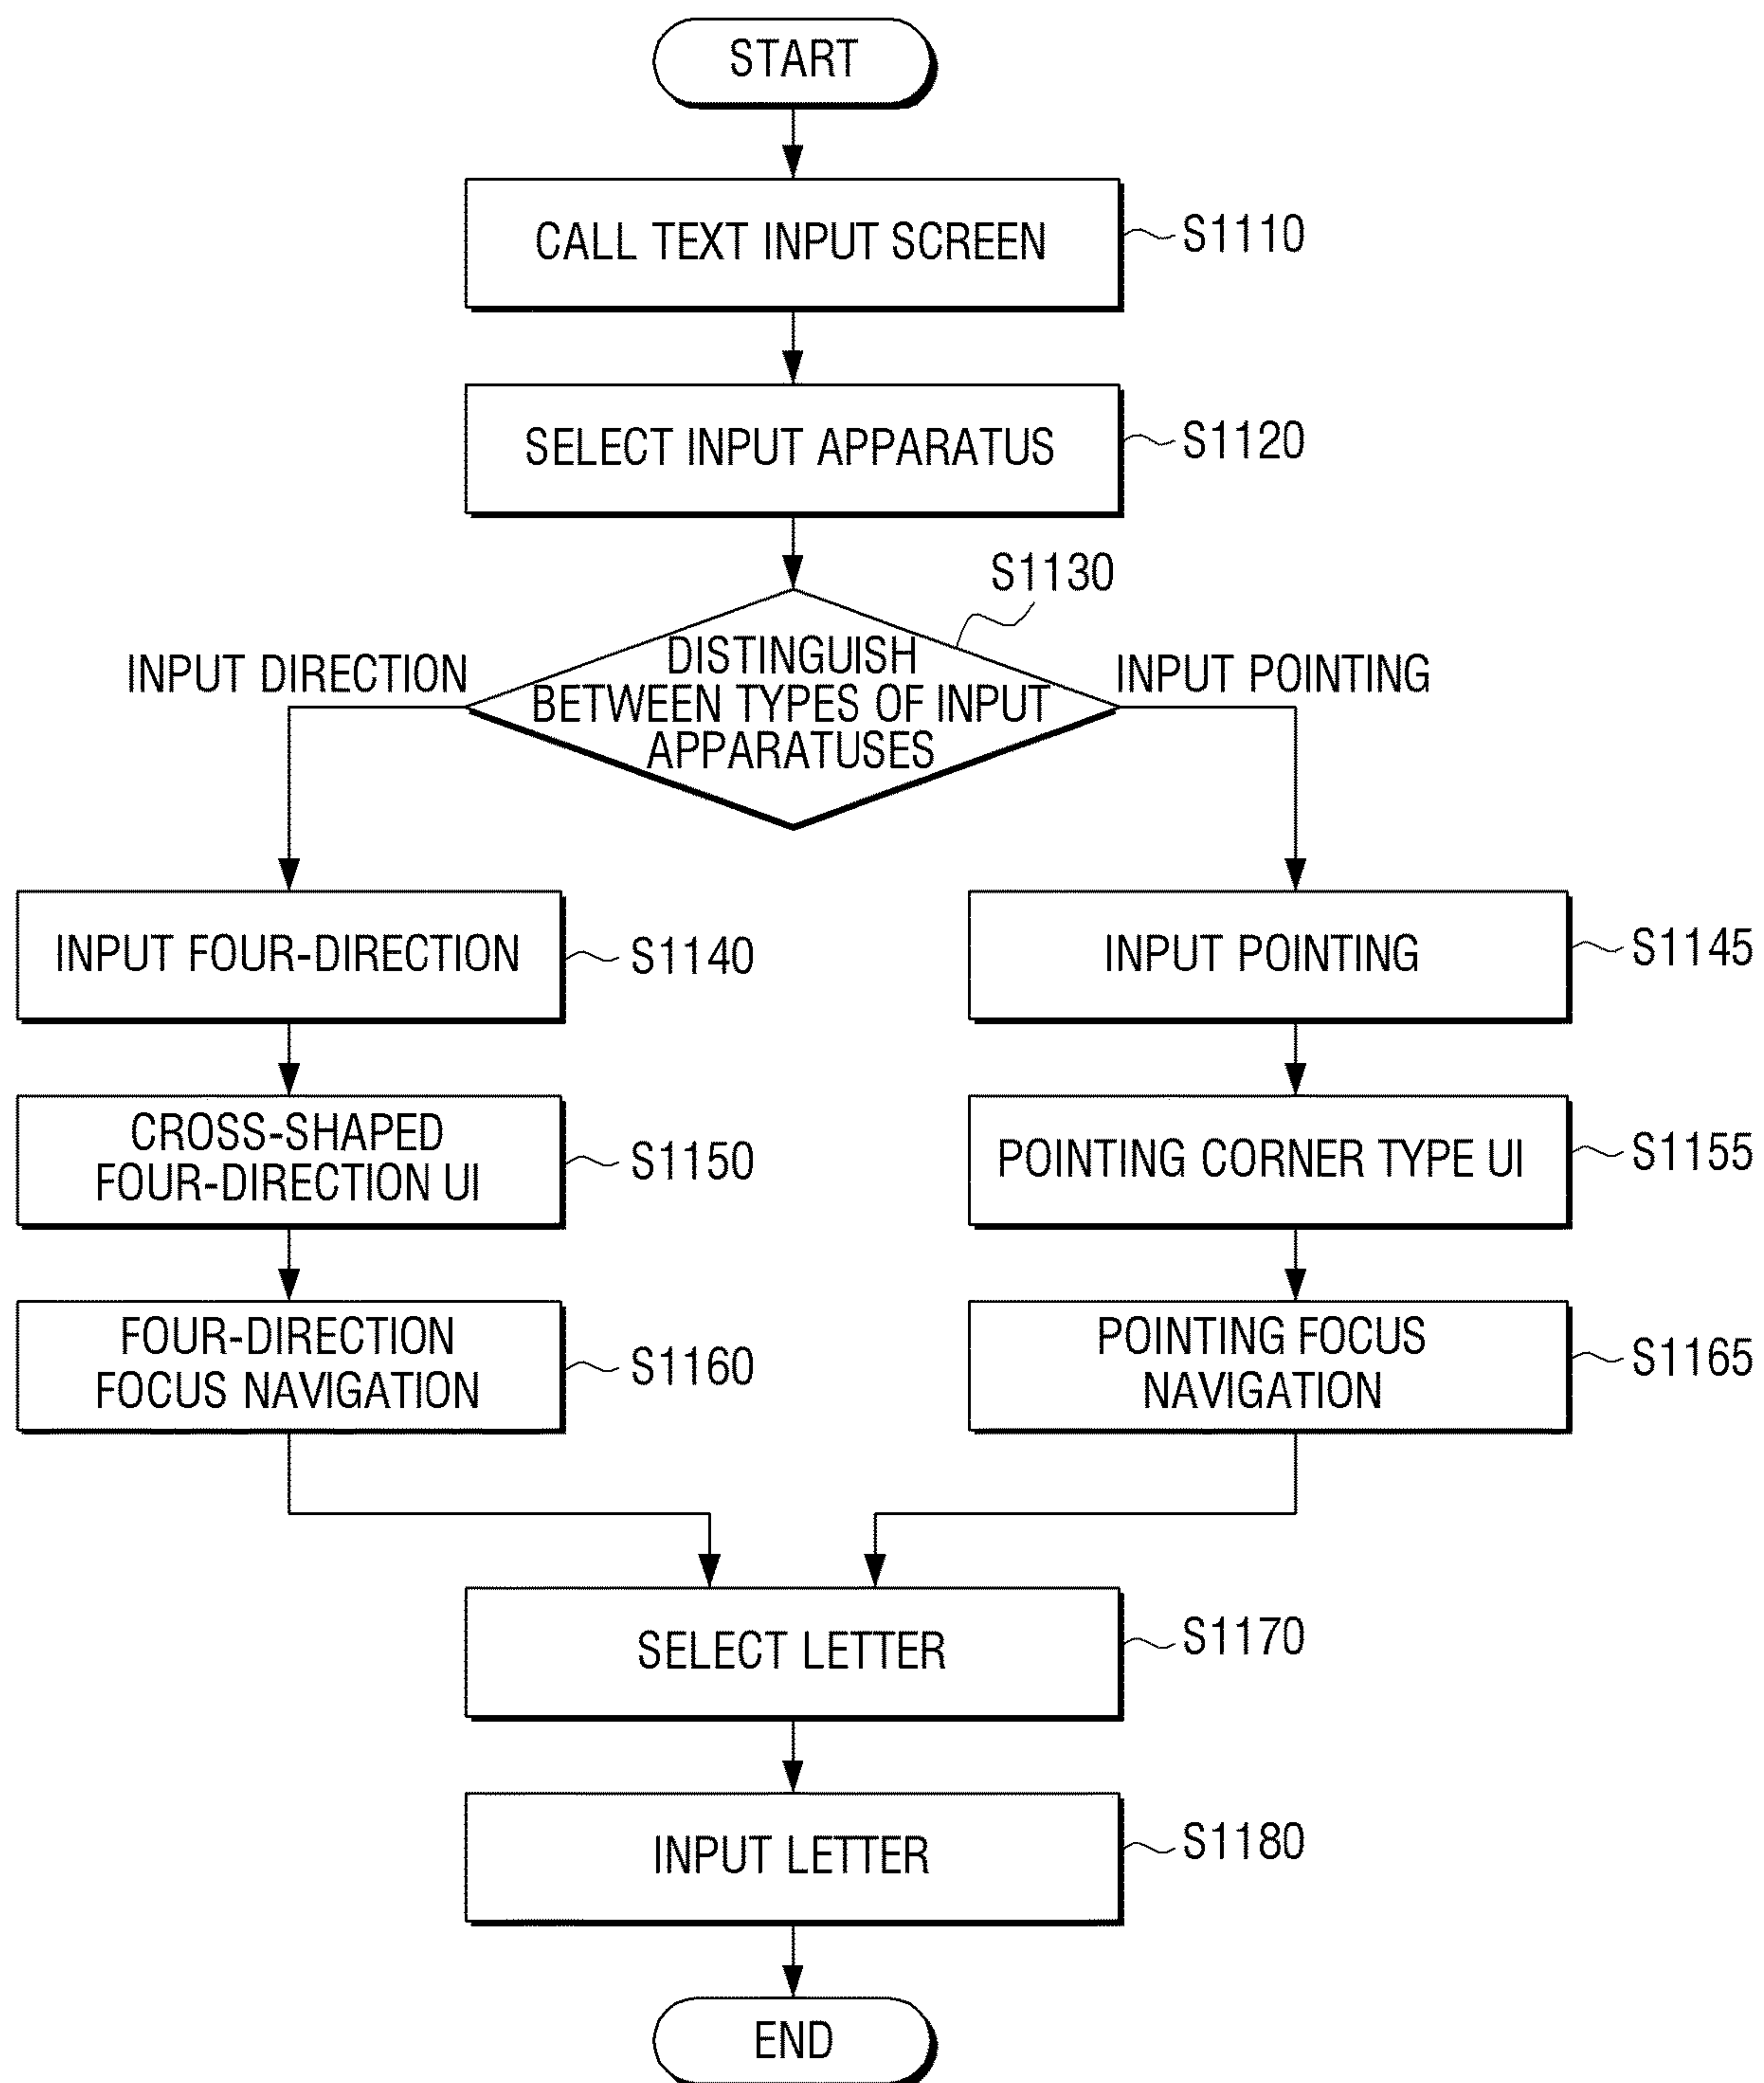 START
CALL TEXT INPUT SCREEN
S1110
SELECT INPUT APPARATUS
S1120
S1130
DISTINGUISH
BETWEEN TYPES OF INPUT
APPARATUSES
INPUT DIRECTION
INPUT POINTING
INPUT FOUR-DIRECTION
S1140
INPUT POINTING
S1145
CROSS-SHAPED
FOUR-DIRECTION UI
S1150
POINTING CORNER TYPE UI
S1155
FOUR-DIRECTION
FOCUS NAVIGATION
S1160
POINTING FOCUS
NAVIGATION
S1165
SELECT LETTER
S1170
INPUT LETTER
S1180
END